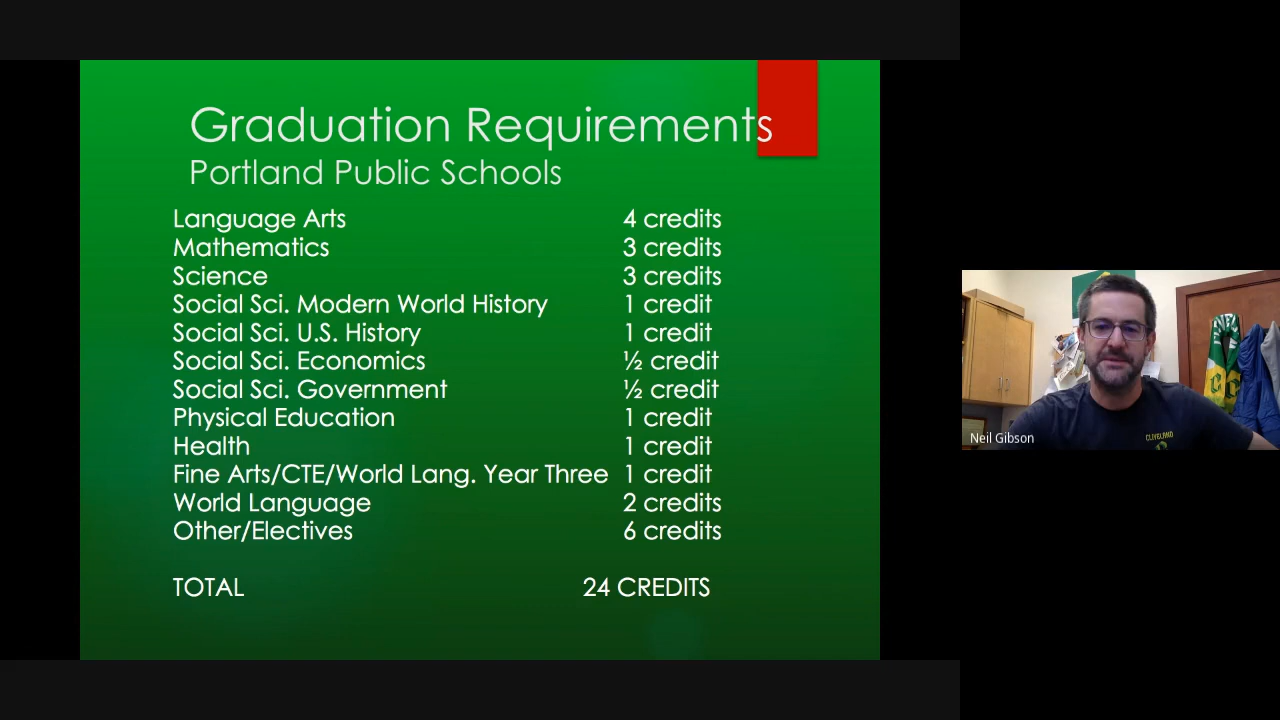 Graduation Requirements
Portland Public Schools
Language Arts 4 credits
Mathematics 3 credits
Science 3 credits
Social Sci. Modern World History 1 credit
Social Sci. U.S. History 1 credit
Social Sci. Economics ½ credit
Social Sci. Government ½ credit
Physical Education 1 credit
Health 1 credit
Fine Arts/CTE/World Lang. Year Three 1 credit
World Language 2 credits
Other/Electives 6 credits
TOTAL 24 CREDITS
CLEVELAND
Neil Gibson